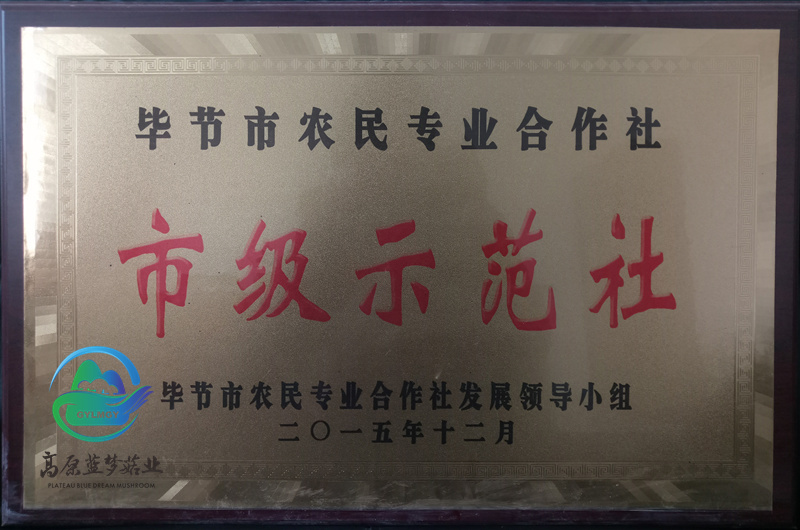 毕节市农民专业合作社
市级示范社
毕节市农民专业合作社发展领导小组
二〇一五年十二月
高原蓝梦菇业
PLATEAU BLUE DREAM MUSHROOM